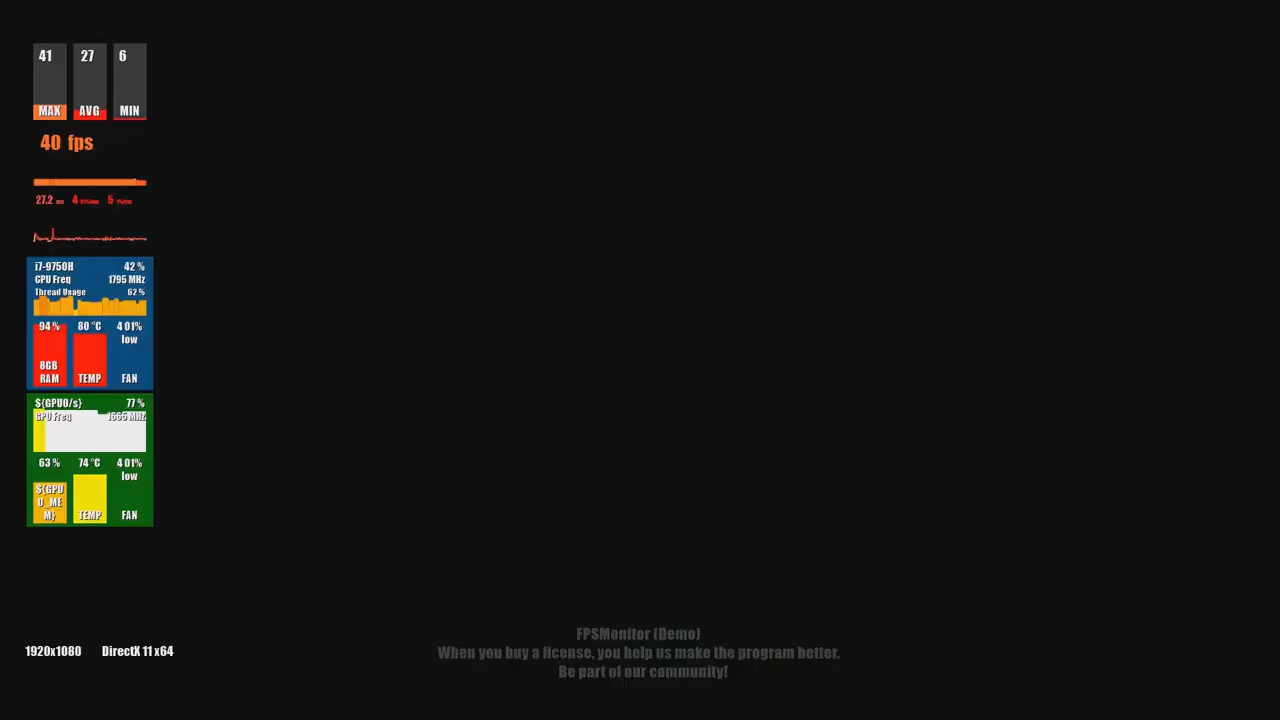 41 27 6
MAX AVG MIN
40 fps
27.2 4 5
i7-9750H 42 %
CPU Freq 1795 MHz
Thread Usage 62 %
94 % 80 °C 4 01%
low
8GB
RAM TEMP FAN
${GPU0/s} 77 %
GPU Freq 1665 MHz
63 % 74 °C 4 01%
low
${GPU
0_ME
M} TEMP FAN
FPSMonitor (Demo)
1920x1080 DirectX 11 x64
When you buy a license, you help us make the program better.
Be part of our community!